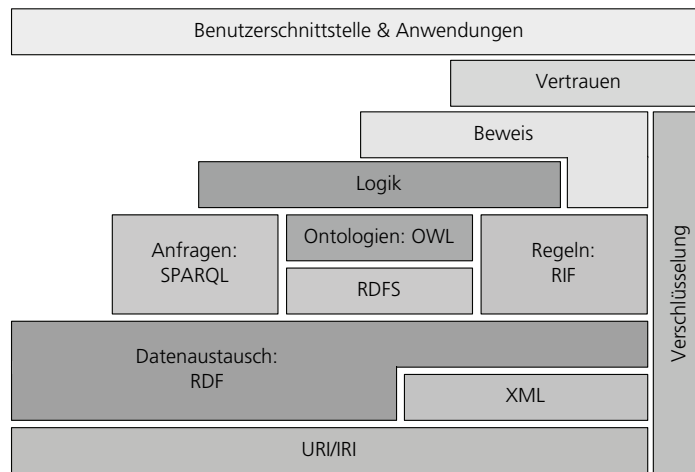 Benutzerschnittstelle & Anwendungen
Vertrauen
Beweis
Logik
Anfragen:
SPARQL
Ontologien: OWL
RDFS
Regeln:
RIF
Verschlüsselung
Datenaustausch:
RDF
XML
URI/IRI